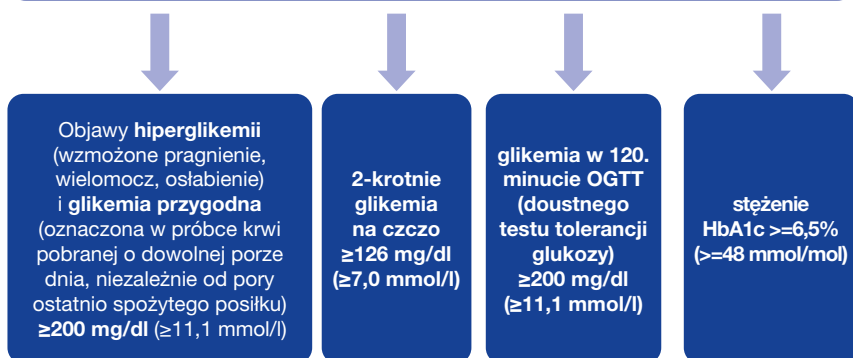 Objawy hiperglikemii
(wzmożone pragnienie,
wielomocz, osłabienie)
i glikemia przygodna
(oznaczona w próbce krwi
pobranej o dowolnej porze
dnia, niezależnie od pory
ostatnio spożytego posiłku)
≥200 mg/dl (≥11,1 mmol/l)
2-krotnie
glikemia
na czczo
≥126 mg/dl
(≥7,0 mmol/l)
glikemia w 120.
minucie OGTT
(doustnego
testu tolerancji
glukozy)
≥200 mg/dl
(≥11,1 mmol/l)
stężenie
HbA1c >=6,5%
(>=48 mmol/mol)